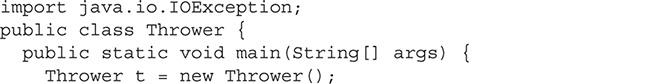 import java.io.IOException;
public class Thrower {
  public static void main(String[] args) {
    Thrower t = new Thrower();